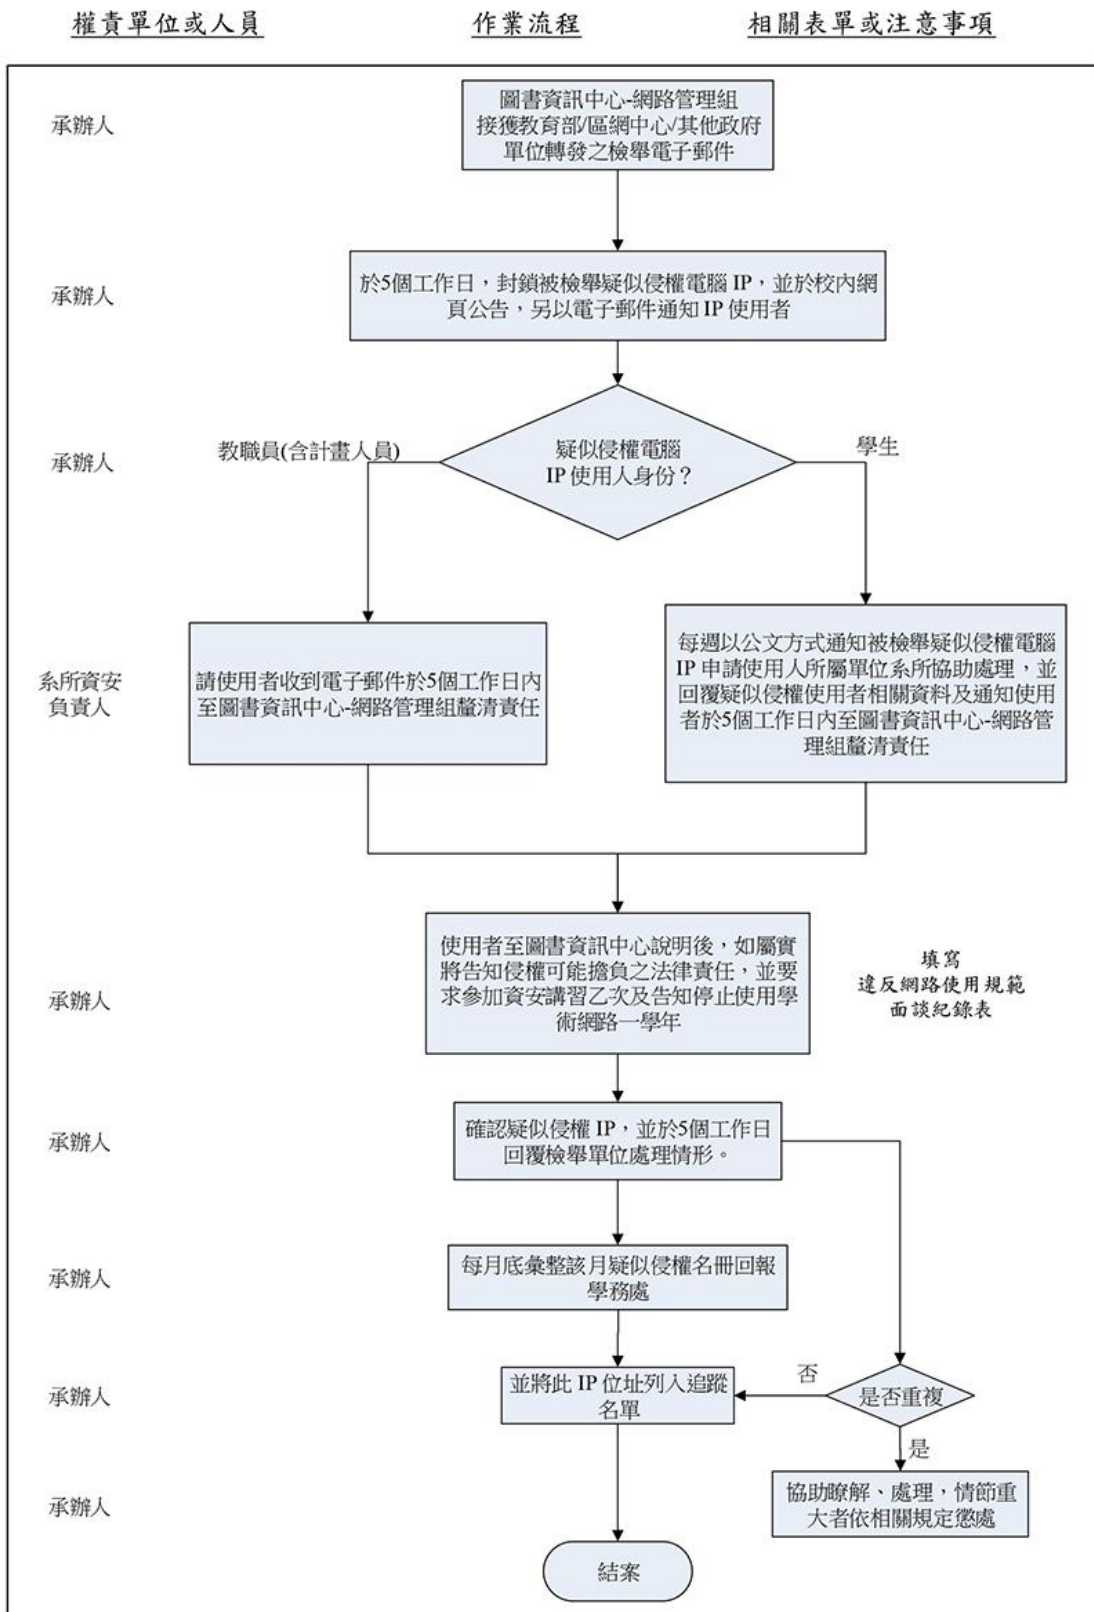 權責單位或人員
作業流程
相關表單或注意事項
承辦人
圖書資訊中心-網路管理組
接獲教育部/區網中心/其他政府
單位轉發之檢舉電子郵件
承辦人
於5個工作日，封鎖被檢舉疑似侵權電腦 IP，並於校內網
頁公告，另以電子郵件通知 IP 使用者
承辦人
教職員(含計畫人員)
疑似侵權電腦
IP 使用人身份？
學生
系所資安
負責人
請使用者收到電子郵件於5個工作日內
至圖書資訊中心-網路管理組釐清責任
每週以公文方式通知被檢舉疑似侵權電腦
IP 申請使用人所屬單位系所協助處理，並
回覆疑似侵權使用者相關資料及通知使用
者於5個工作日內至圖書資訊中心-網路管
理組釐清責任
承辦人
使用者至圖書資訊中心說明後，如屬實
將告知侵權可能擔負之法律責任，並要
求參加資安講習乙次及告知停止使用學
術網路一學年
填寫
違反網路使用規範
面談紀錄表
承辦人
確認疑似侵權 IP，並於5個工作日
回覆檢舉單位處理情形。
承辦人
每月底彙整該月疑似侵權名冊回報
學務處
承辦人
並將此 IP 位址列入追蹤
名單
否
是否重複
是
承辦人
協助瞭解、處理，情節重
大者依相關規定懲處
結案